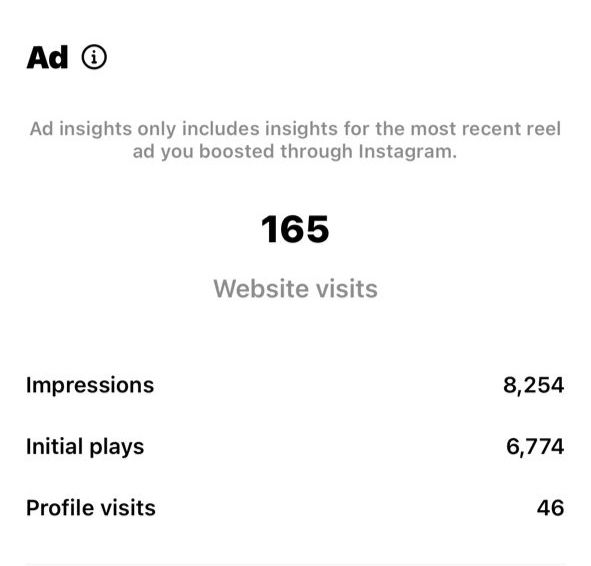 Ad
Ad insights only includes insights for the most recent reel
ad you boosted through Instagram.
165
Website visits
Impressions 8,254
Initial plays 6,774
Profile visits 46